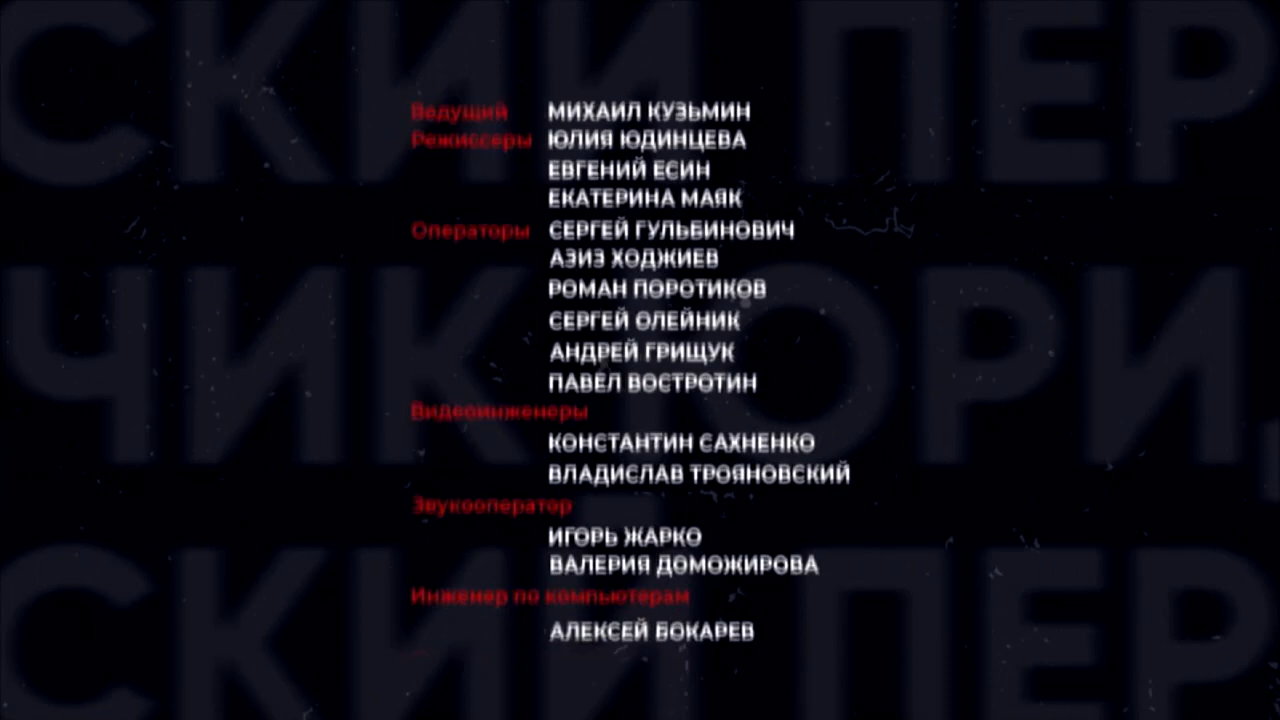 СКИЙ ПЕР
Ведущий МИХАИЛ КУЗЬМИН
Режиссеры ЮЛИЯ ЮДИНЦЕВА
ЕВГЕНИЙ ЕСИН
ЕКАТЕРИНА МАЯК
Операторы СЕРГЕЙ ГУЛЬБИНОВИЧ
АЗИЗ ХОДЖИЕВ
РОМАН ПОРОТИКОВ
ЧИК ЮРИ
СЕРГЕЙ ОЛЕЙНИК
АНДРЕЙ ГРИЩУК
ПАВЕЛ ВОСТРОТИН
Видеоинженеры
КОНСТАНТИН САХНЕНКО
ВЛАДИСЛАВ ТРОЯНОВСКИЙ
Звукооператор
ИГОРЬ ЖАРКО
ВАЛЕРИЯ ДОМОЖИРОВА
Инженер по компьютерам
АЛЕКСЕЙ БОКАРЕВ
СКИЙ ПЕР